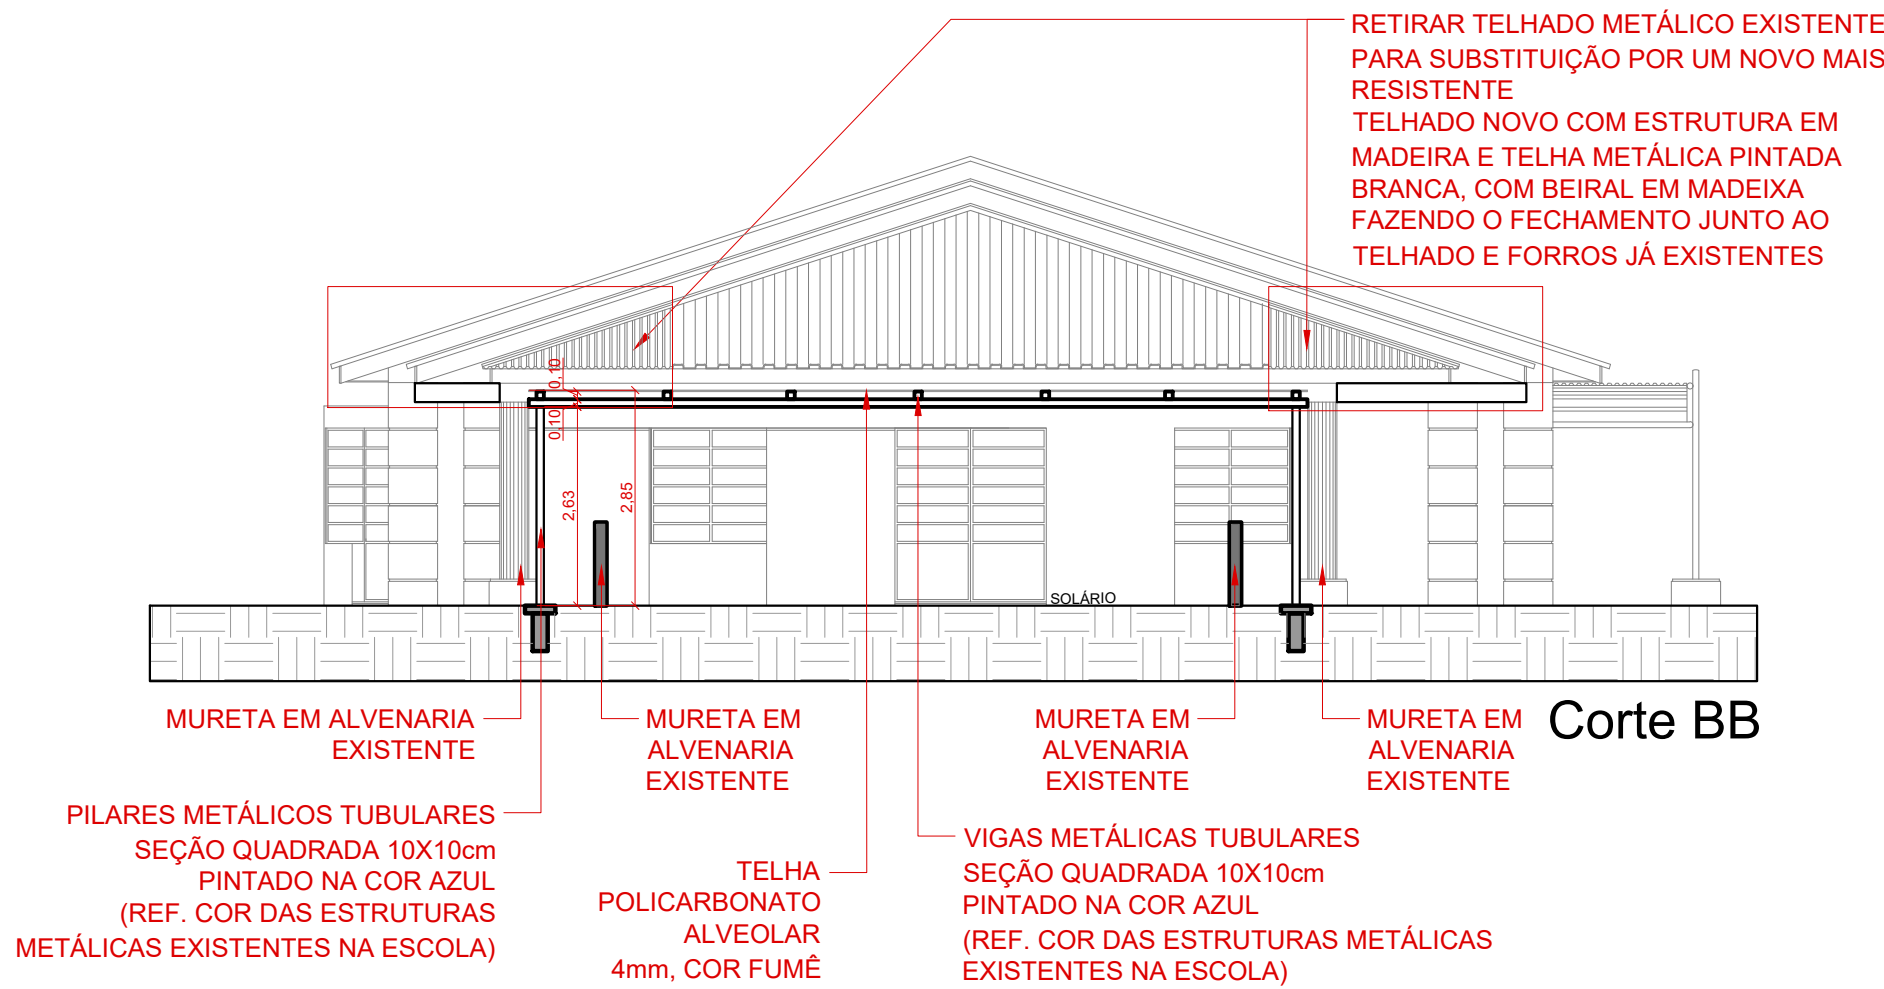 RETIRAR TELHADO METÁLICO EXISTENTE
PARA SUBSTITUIÇÃO POR UM NOVO MAIS
RESISTENTE
TELHADO NOVO COM ESTRUTURA EM
MADEIRA E TELHA METÁLICA PINTADA
BRANCA, COM BEIRAL EM MADEIXA
FAZENDO O FECHAMENTO JUNTO AO
TELHADO E FORROS JÁ EXISTENTES
0,10
0,10
2,63
2,85
SOLÁRIO
MURETA EM ALVENARIA
EXISTENTE
MURETA EM
ALVENARIA
EXISTENTE
MURETA EM
ALVENARIA
EXISTENTE
MURETA EM
ALVENARIA
EXISTENTE
Corte BB
PILARES METÁLICOS TUBULARES
SEÇÃO QUADRADA 10X10cm
PINTADO NA COR AZUL
(REF. COR DAS ESTRUTURAS
METÁLICAS EXISTENTES NA ESCOLA)
TELHA
POLICARBONATO
ALVEOLAR
4mm, COR FUMÊ
VIGAS METÁLICAS TUBULARES
SEÇÃO QUADRADA 10X10cm
PINTADO NA COR AZUL
(REF. COR DAS ESTRUTURAS METÁLICAS
EXISTENTES NA ESCOLA)